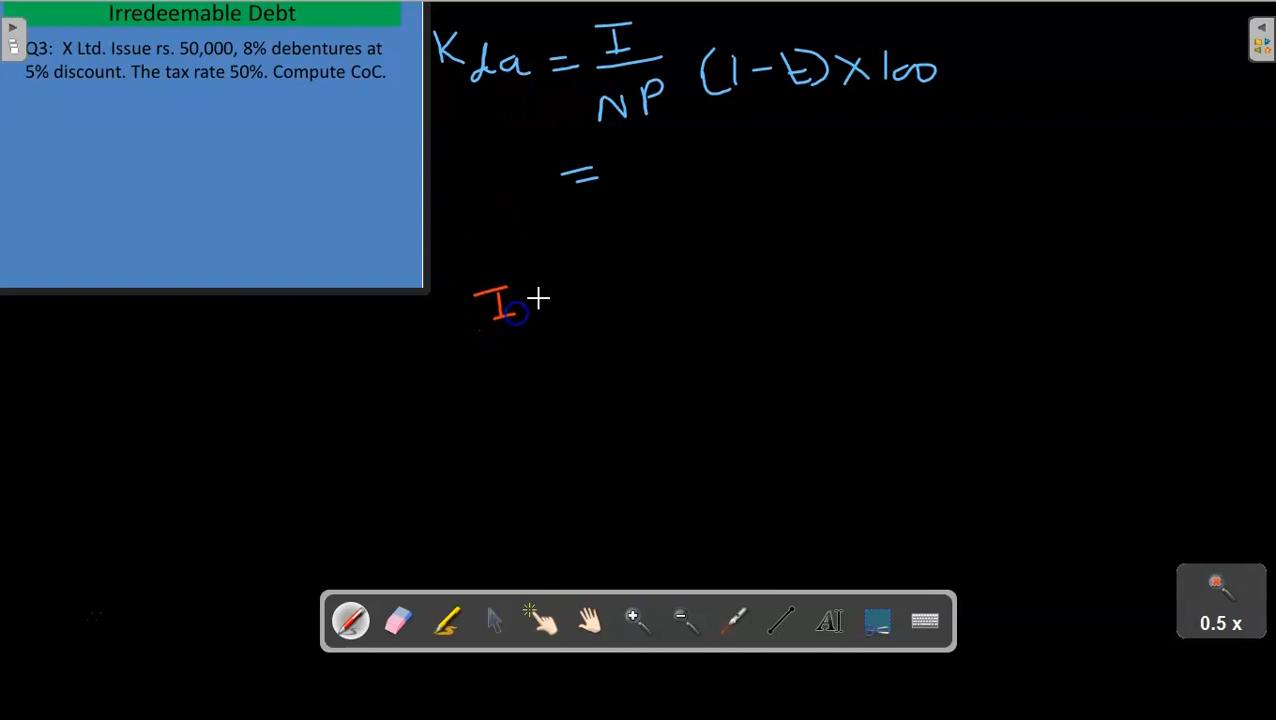 Irredeemable Debt
Q3: X Ltd. Issue rs. 50,000, 8% debentures at
5% discount. The tax rate 50%. Compute CoC.
Kda = I / NP (1 - t) × 100
=
I
0.5 x